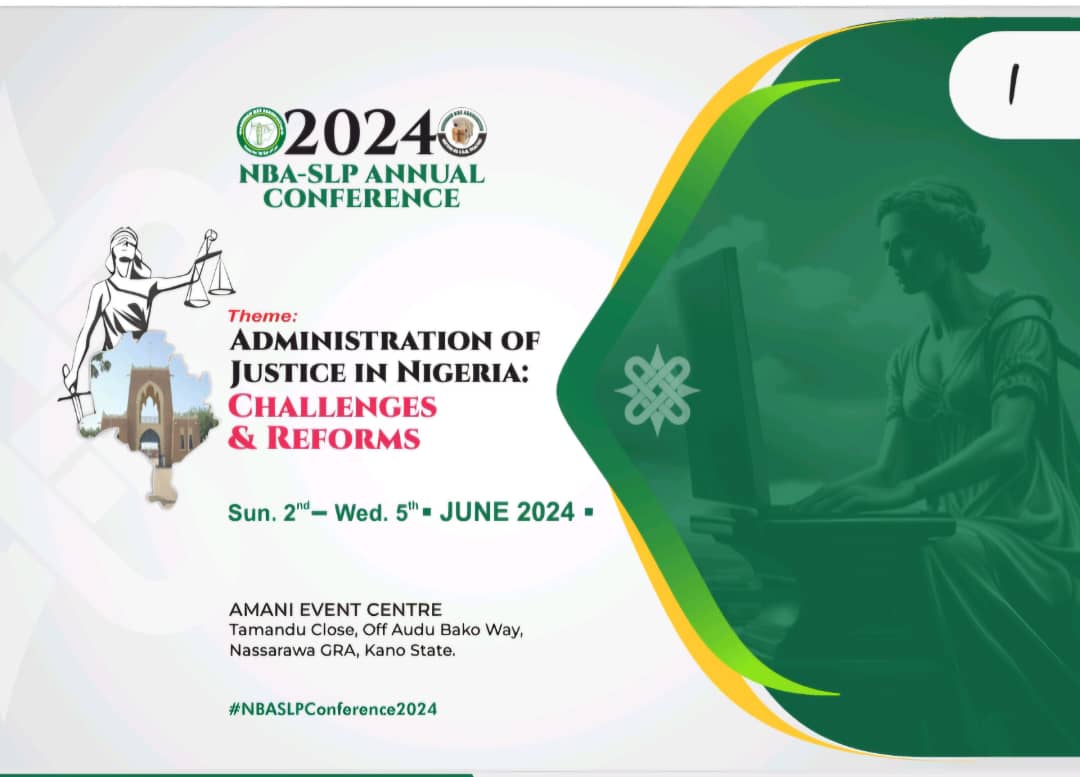 2024
NBA-SLP ANNUAL
CONFERENCE
Theme:
ADMINISTRATION OF
JUSTICE IN NIGERIA:
CHALLENGES
& REFORMS
Sun. 2nd– Wed. 5th▪ JUNE 2024 ▪
AMANI EVENT CENTRE
Tamandu Close, Off Audu Bako Way,
Nassarawa GRA, Kano State.
#NBASLPConference2024
1